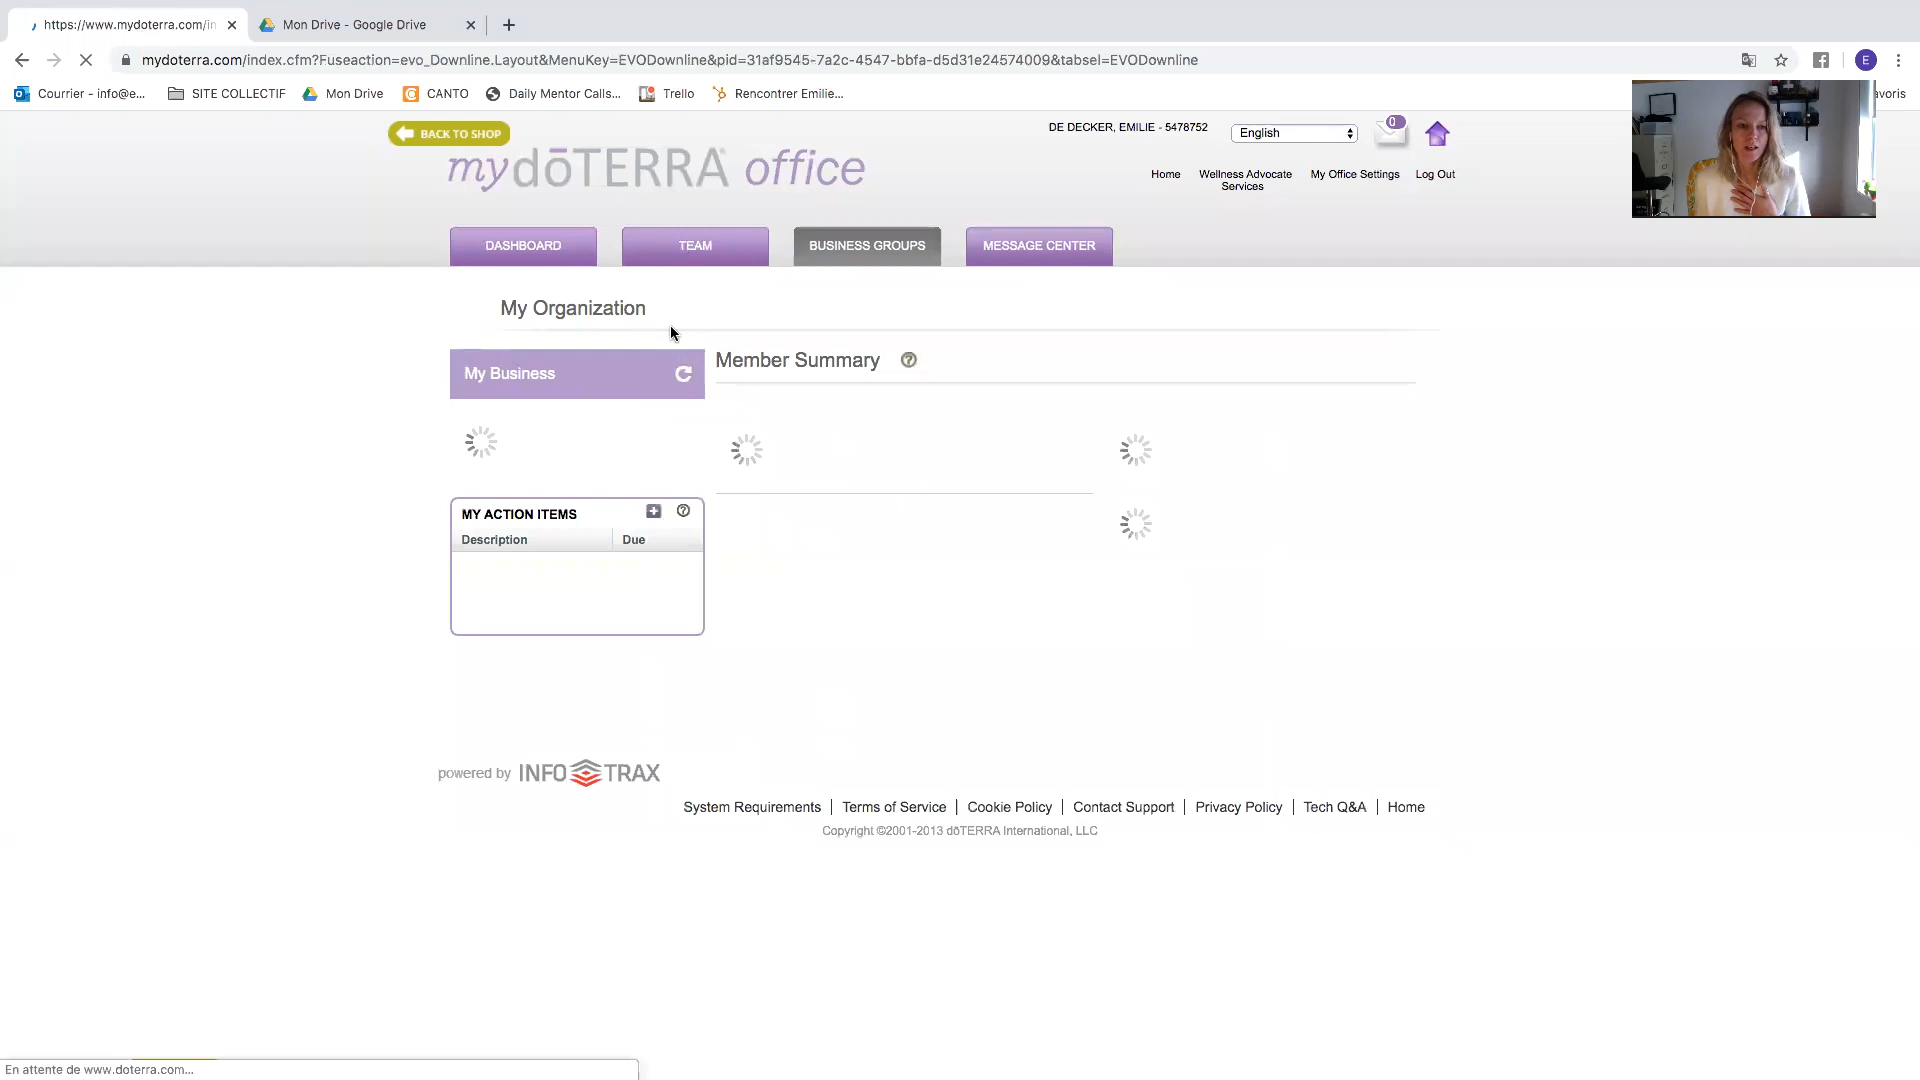 https://www.mydoterra.com/in
Mon Drive - Google Drive
mydoterra.com/index.cfm?Fuseaction=evo_Downline.Layout&MenuKey=EVODownline&pid=31af9545-7a2c-4547-bbfa-d5d31e24574009&tabsel=EVODownline
E
Courrier - info@e...
SITE COLLECTIF
Mon Drive
CANTO
Daily Mentor Calls...
Trello
Rencontrer Emilie...
avoris
BACK TO SHOP
DE DECKER, EMILIE - 5478752
English
0
mydōTERRA office
Home
Wellness Advocate
Services
My Office Settings
Log Out
DASHBOARD
TEAM
BUSINESS GROUPS
MESSAGE CENTER
My Organization
My Business
Member Summary
MY ACTION ITEMS
Description
Due
powered by INFOTRAX
System Requirements | Terms of Service | Cookie Policy | Contact Support | Privacy Policy | Tech Q&A | Home
Copyright ©2001-2013 dōTERRA International, LLC
En attente de www.doterra.com...